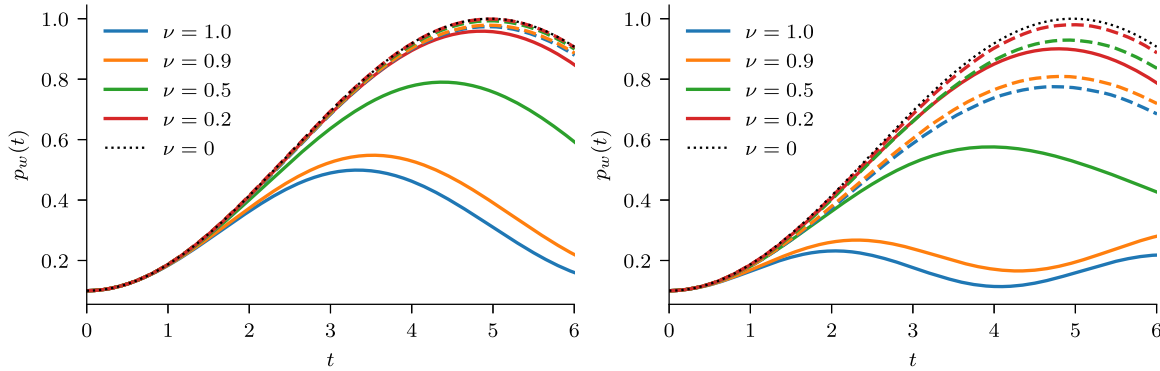 1.0
0.8
0.6
0.4
0.2
p_w(t)
ν = 1.0
ν = 0.9
ν = 0.5
ν = 0.2
ν = 0
0 1 2 3 4 5 6
t
1.0
0.8
0.6
0.4
0.2
p_w(t)
ν = 1.0
ν = 0.9
ν = 0.5
ν = 0.2
ν = 0
0 1 2 3 4 5 6
t